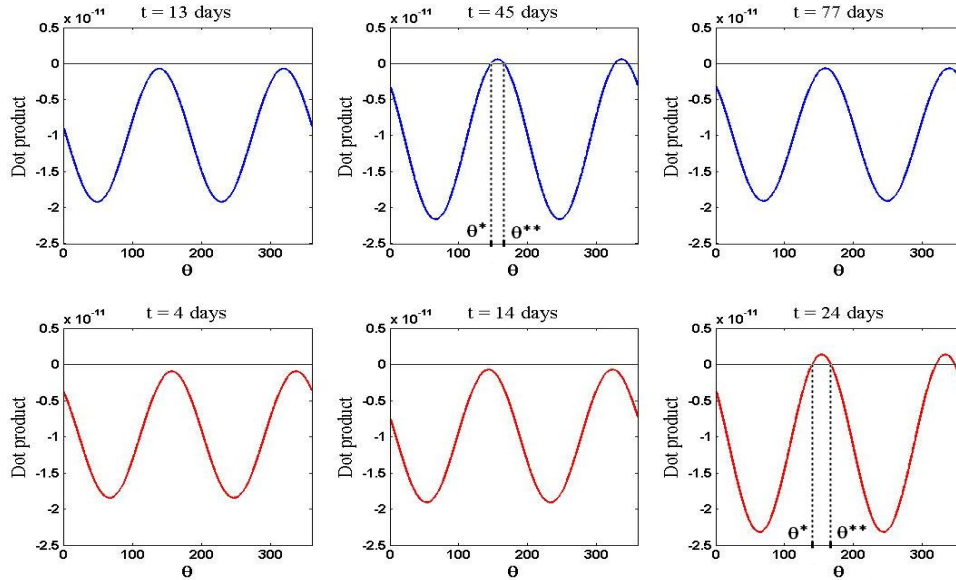 t = 13 days
t = 45 days
t = 77 days
x 10⁻¹¹
x 10⁻¹¹
x 10⁻¹¹
0.5
0
-0.5
-1
-1.5
-2
-2.5
Dot product
0 100 200 300
θ
0.5
0
-0.5
-1
-1.5
-2
-2.5
Dot product
θ* θ**
0 100 200 300
θ
0.5
0
-0.5
-1
-1.5
-2
-2.5
Dot product
0 100 200 300
θ
t = 4 days
t = 14 days
t = 24 days
x 10⁻¹¹
x 10⁻¹¹
x 10⁻¹¹
0.5
0
-0.5
-1
-1.5
-2
-2.5
Dot product
0 100 200 300
θ
0.5
0
-0.5
-1
-1.5
-2
-2.5
Dot product
0 100 200 300
θ
0.5
0
-0.5
-1
-1.5
-2
-2.5
Dot product
θ* θ**
0 100 200 300
θ